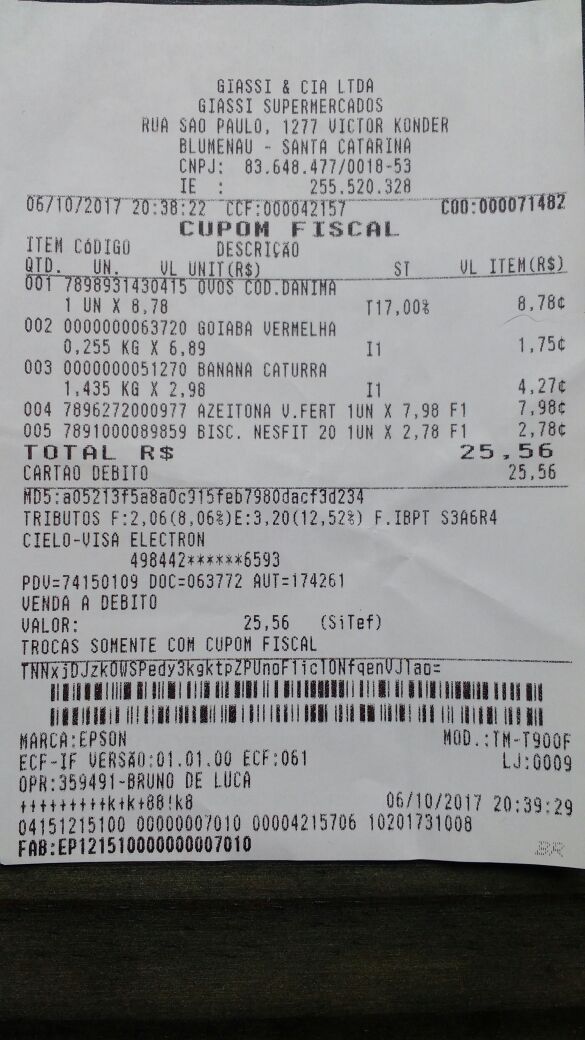 GIASSI & CIA LTDA
GIASSI SUPERMERCADOS
RUA SAO PAULO, 1277 VICTOR KONDER
BLUMENAU - SANTA CATARINA
CNPJ: 83.648.477/0018-53
IE : 255.520.328
06/10/2017 20:38:22 CCF:000042157 COO:000071482
CUPOM FISCAL
ITEM CóDIGO DESCRIÇãO
QTD. UN. VL UNIT(R$) ST VL ITEM(R$)
001 7898931430415 OVOS COD.DANIMA
1 UN X 8,78 T17,00% 8,78¢
002 0000000063720 GOIABA VERMELHA
0,255 KG X 6,89 I1 1,75¢
003 0000000051270 BANANA CATURRA
1,435 KG X 2,98 I1 4,27¢
004 7896272000977 AZEITONA V.FERT 1UN X 7,98 F1 7,98¢
005 7891000089859 BISC. NESFIT 20 1UN X 2,78 F1 2,78¢
TOTAL R$ 25,56
CARTAO DEBITO 25,56
MD5:a05213f5a8a0c915feb7980dacf3d234
TRIBUTOS F:2,06(8,06%)E:3,20(12,52%) F.IBPT S3A6R4
CIELO-VISA ELECTRON
498442******6593
PDV=74150109 DOC=063772 AUT=174261
VENDA A DEBITO
VALOR: 25,56 (SiTef)
TROCAS SOMENTE COM CUPOM FISCAL
MARCA:EPSON MOD.:TM-T900F
ECF-IF VERSãO:01.01.00 ECF:061 LJ:0009
OPR:359491-BRUNO DE LUCA
++++++++k+k+88!k8 06/10/2017 20:39:29
04151215100 00000007010 00004215706 10201731008
FAB:EP121510000000007010
BR